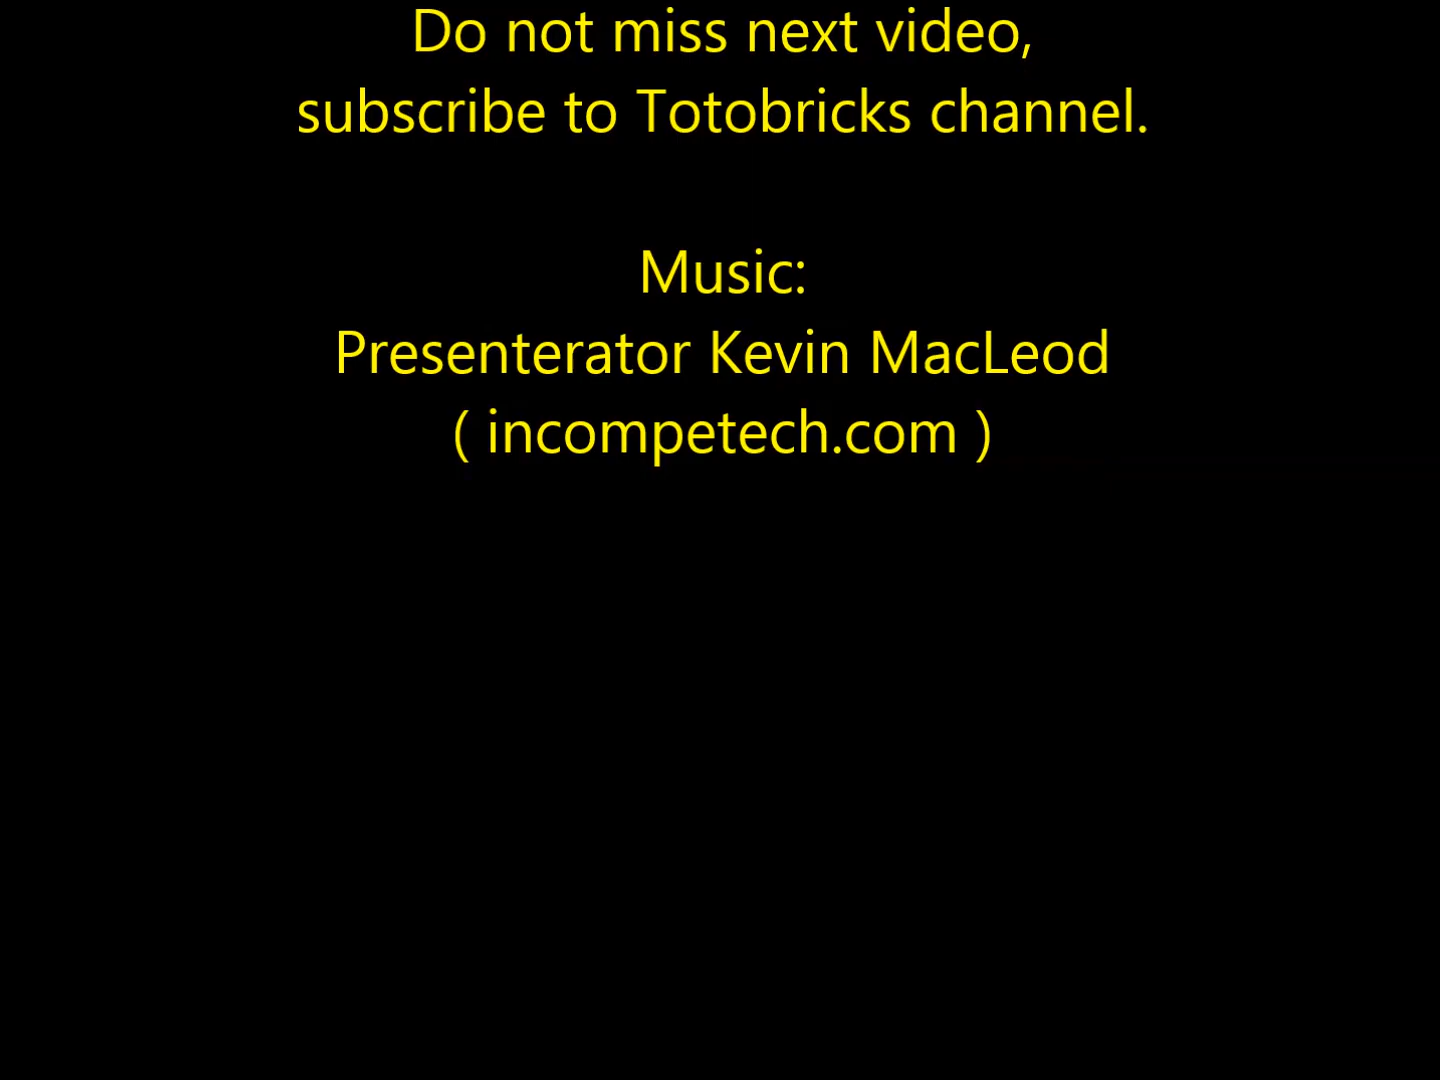 Do not miss next video,
subscribe to Totobricks channel.
Music:
Presenterator Kevin MacLeod
( incompetech.com )